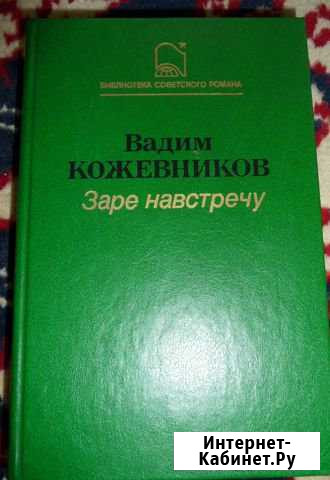 БИБЛИОТЕКА СОВЕТСКОГО РОМАНА
Вадим
КОЖЕВНИКОВ
Заре навстречу
Интернет-
Кабинет.Ру